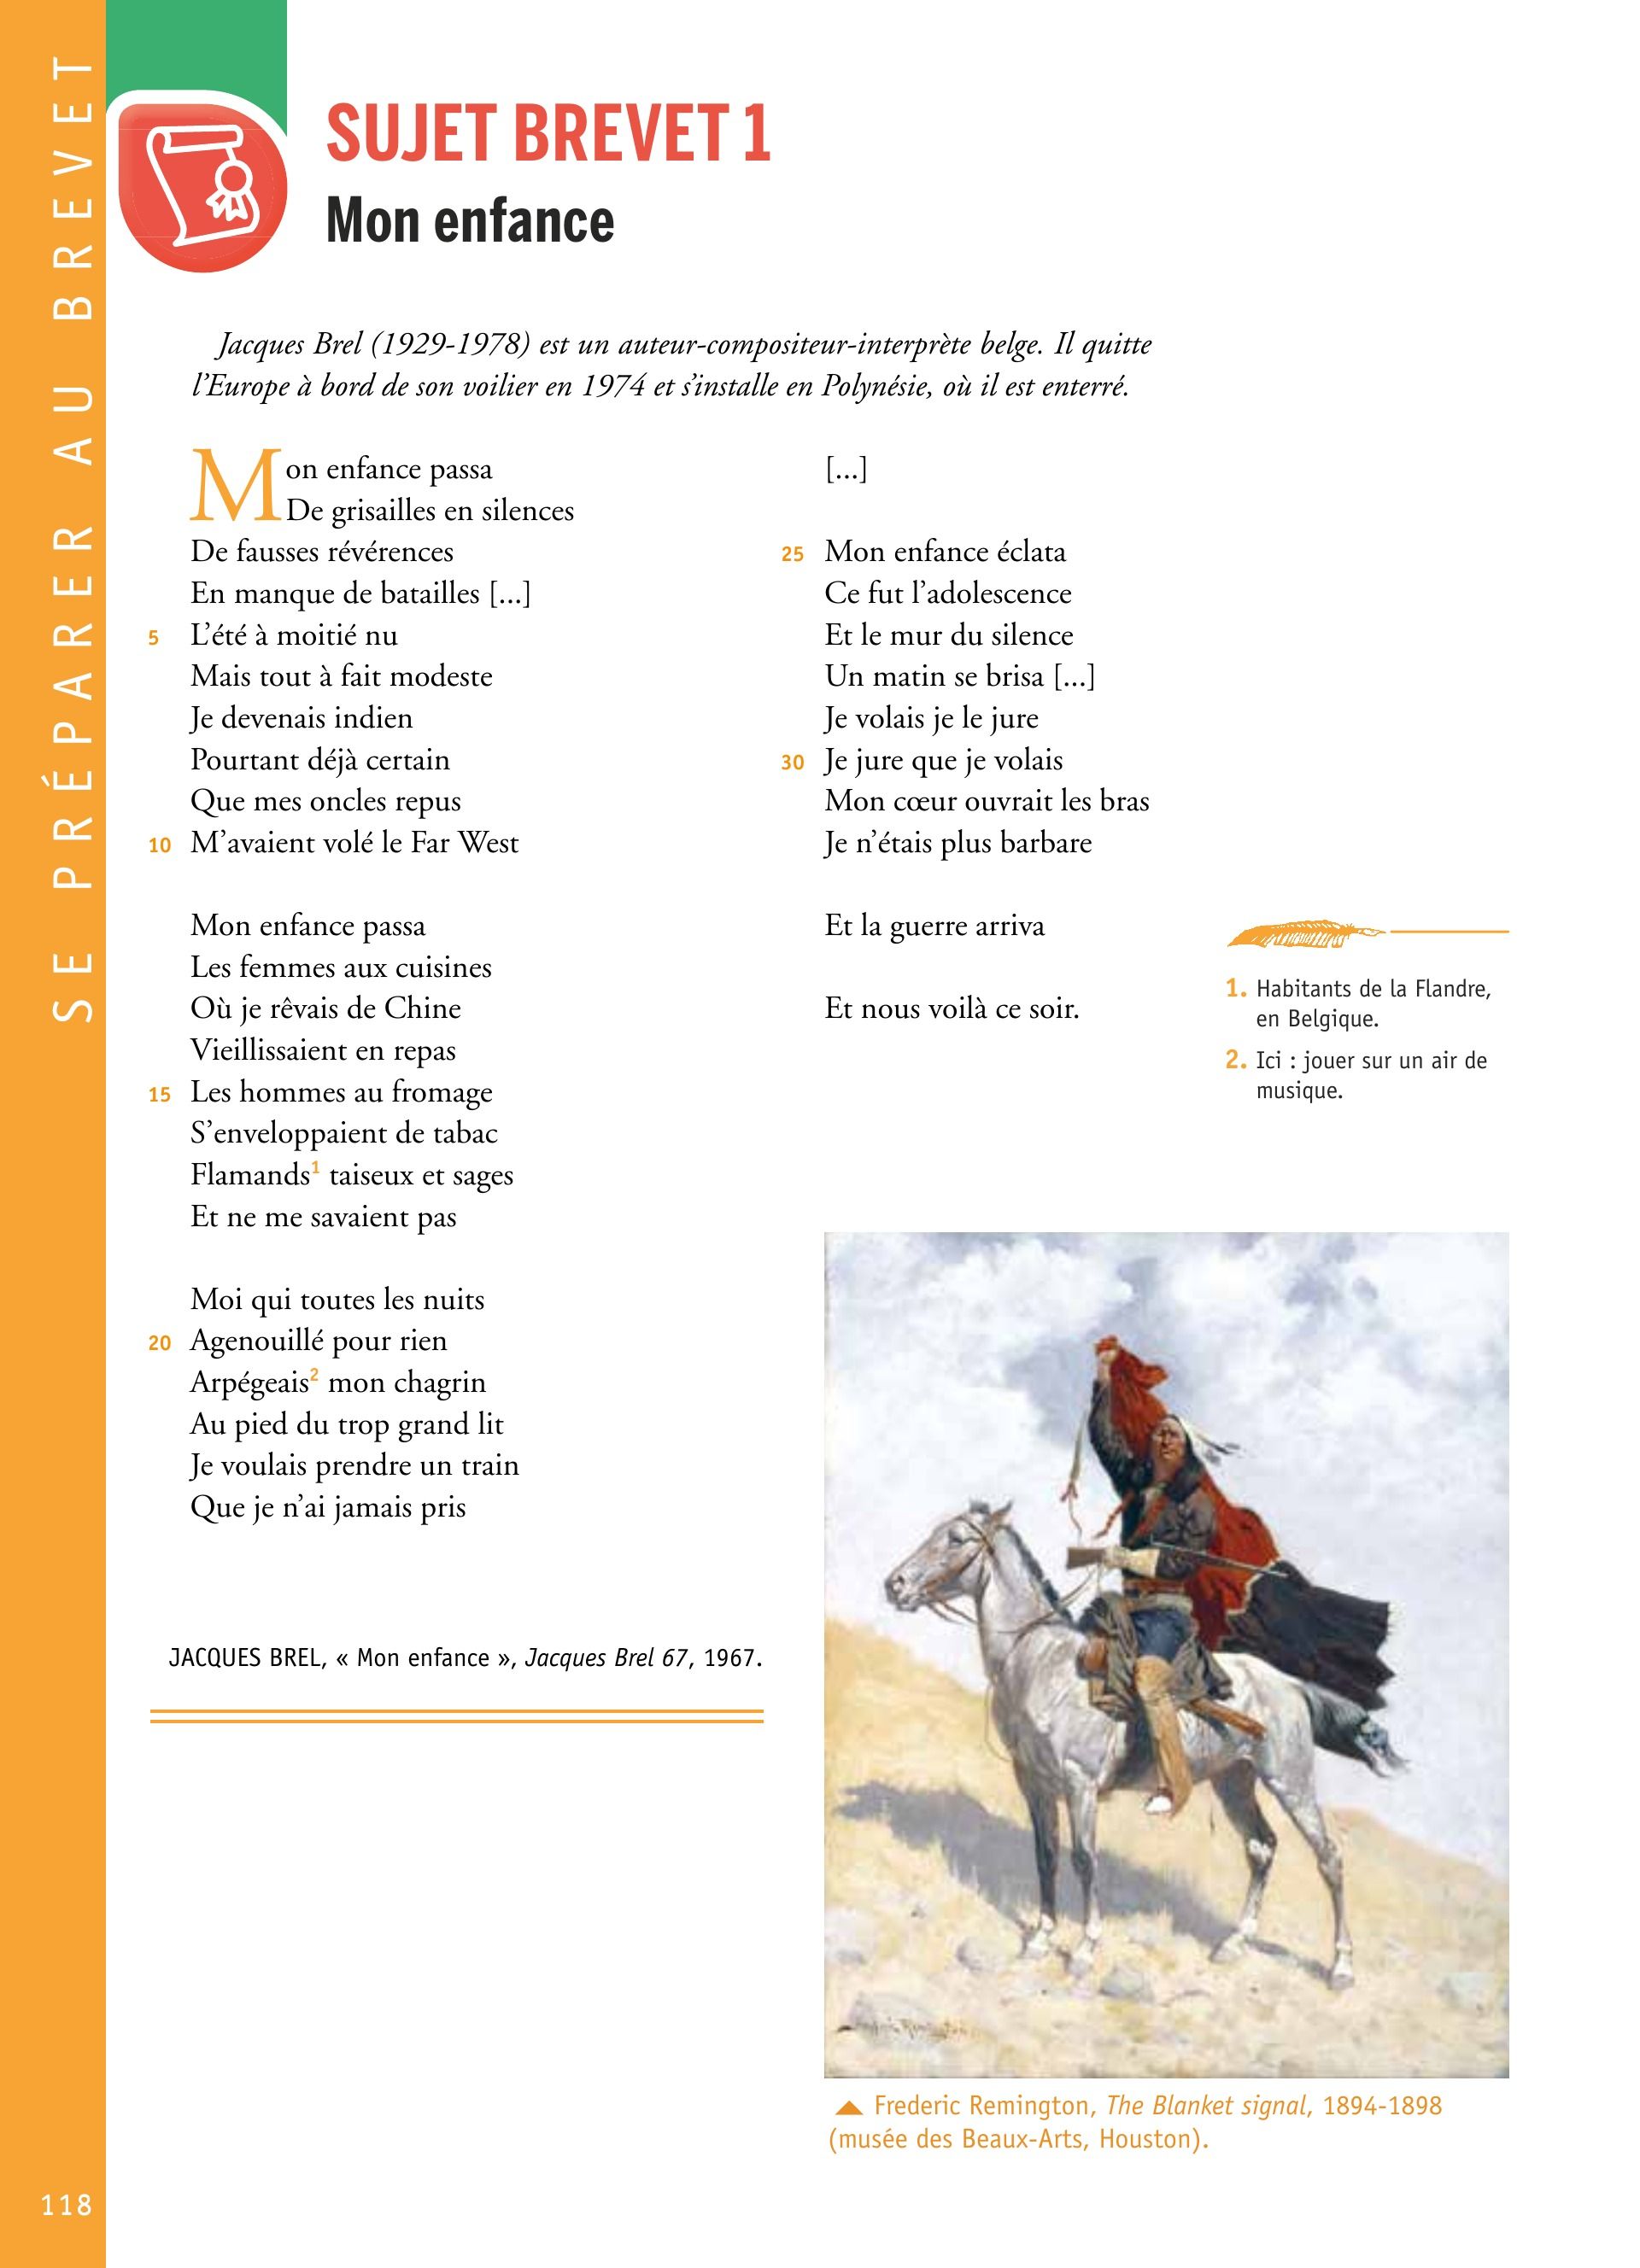 SE PRÉPARER AU BREVET
SUJET BREVET 1
Mon enfance
Jacques Brel (1929-1978) est un auteur-compositeur-interprète belge. Il quitte
l’Europe à bord de son voilier en 1974 et s’installe en Polynésie, où il est enterré.
Mon enfance passa
De grisailles en silences
De fausses révérences
En manque de batailles [...]
5 L’été à moitié nu
Mais tout à fait modeste
Je devenais indien
Pourtant déjà certain
Que mes oncles repus
10 M’avaient volé le Far West
Mon enfance passa
Les femmes aux cuisines
Où je rêvais de Chine
Vieillissaient en repas
15 Les hommes au fromage
S’enveloppaient de tabac
Flamands1 taiseux et sages
Et ne me savaient pas
Moi qui toutes les nuits
20 Agenouillé pour rien
Arpégeais2 mon chagrin
Au pied du trop grand lit
Je voulais prendre un train
Que je n’ai jamais pris
[...]
25 Mon enfance éclata
Ce fut l’adolescence
Et le mur du silence
Un matin se brisa [...]
Je volais je le jure
30 Je jure que je volais
Mon cœur ouvrait les bras
Je n’étais plus barbare
Et la guerre arriva
Et nous voilà ce soir.
JACQUES BREL, « Mon enfance », Jacques Brel 67, 1967.
1. Habitants de la Flandre,
en Belgique.
2. Ici : jouer sur un air de
musique.
Frederic Remington, The Blanket signal, 1894-1898
(musée des Beaux-Arts, Houston).
118